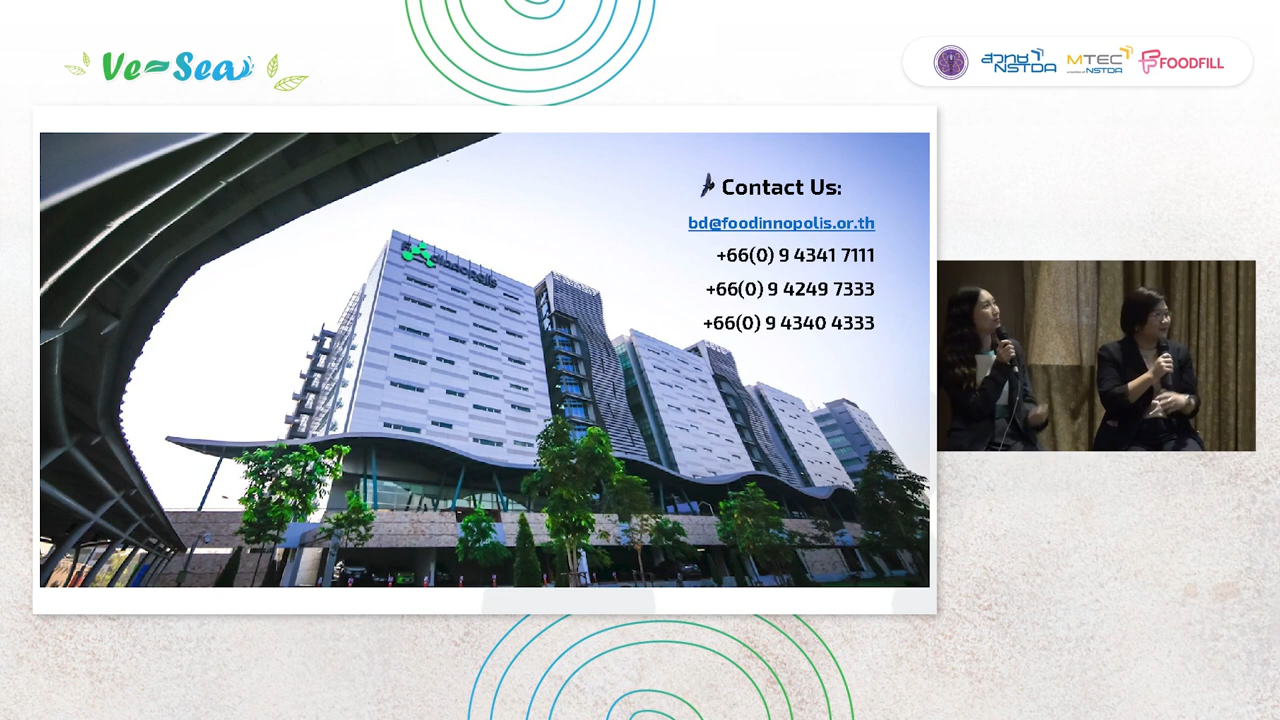 Ve-Sea
สวทช
NSTDA
MTEC
NSTDA
FOODFILL
Contact Us:
bd@foodinnopolis.or.th
+66(0) 9 4341 7111
+66(0) 9 4249 7333
+66(0) 9 4340 4333